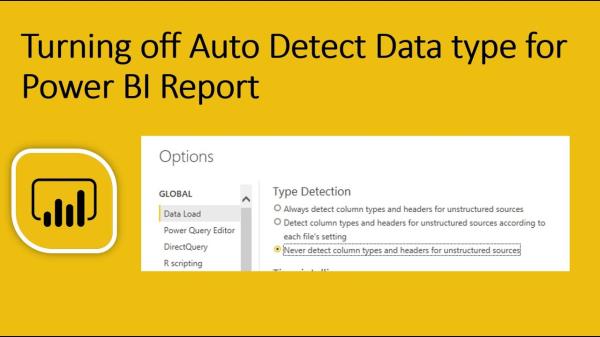 Turning off Auto Detect Data type for
Power BI Report
Options
GLOBAL
Data Load
Power Query Editor
DirectQuery
R scripting
Type Detection
Always detect column types and headers for unstructured sources
Detect column types and headers for unstructured sources according to
each file's setting
Never detect column types and headers for unstructured sources